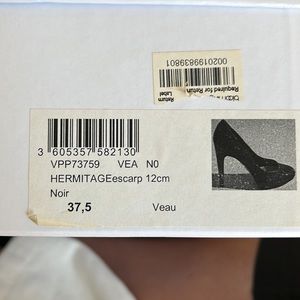 0020199839801
Required for Return
Return
Label
3 605357 582130
VPP73759 VEA N0
HERMITAGEescarp 12cm
Noir
37,5 Veau